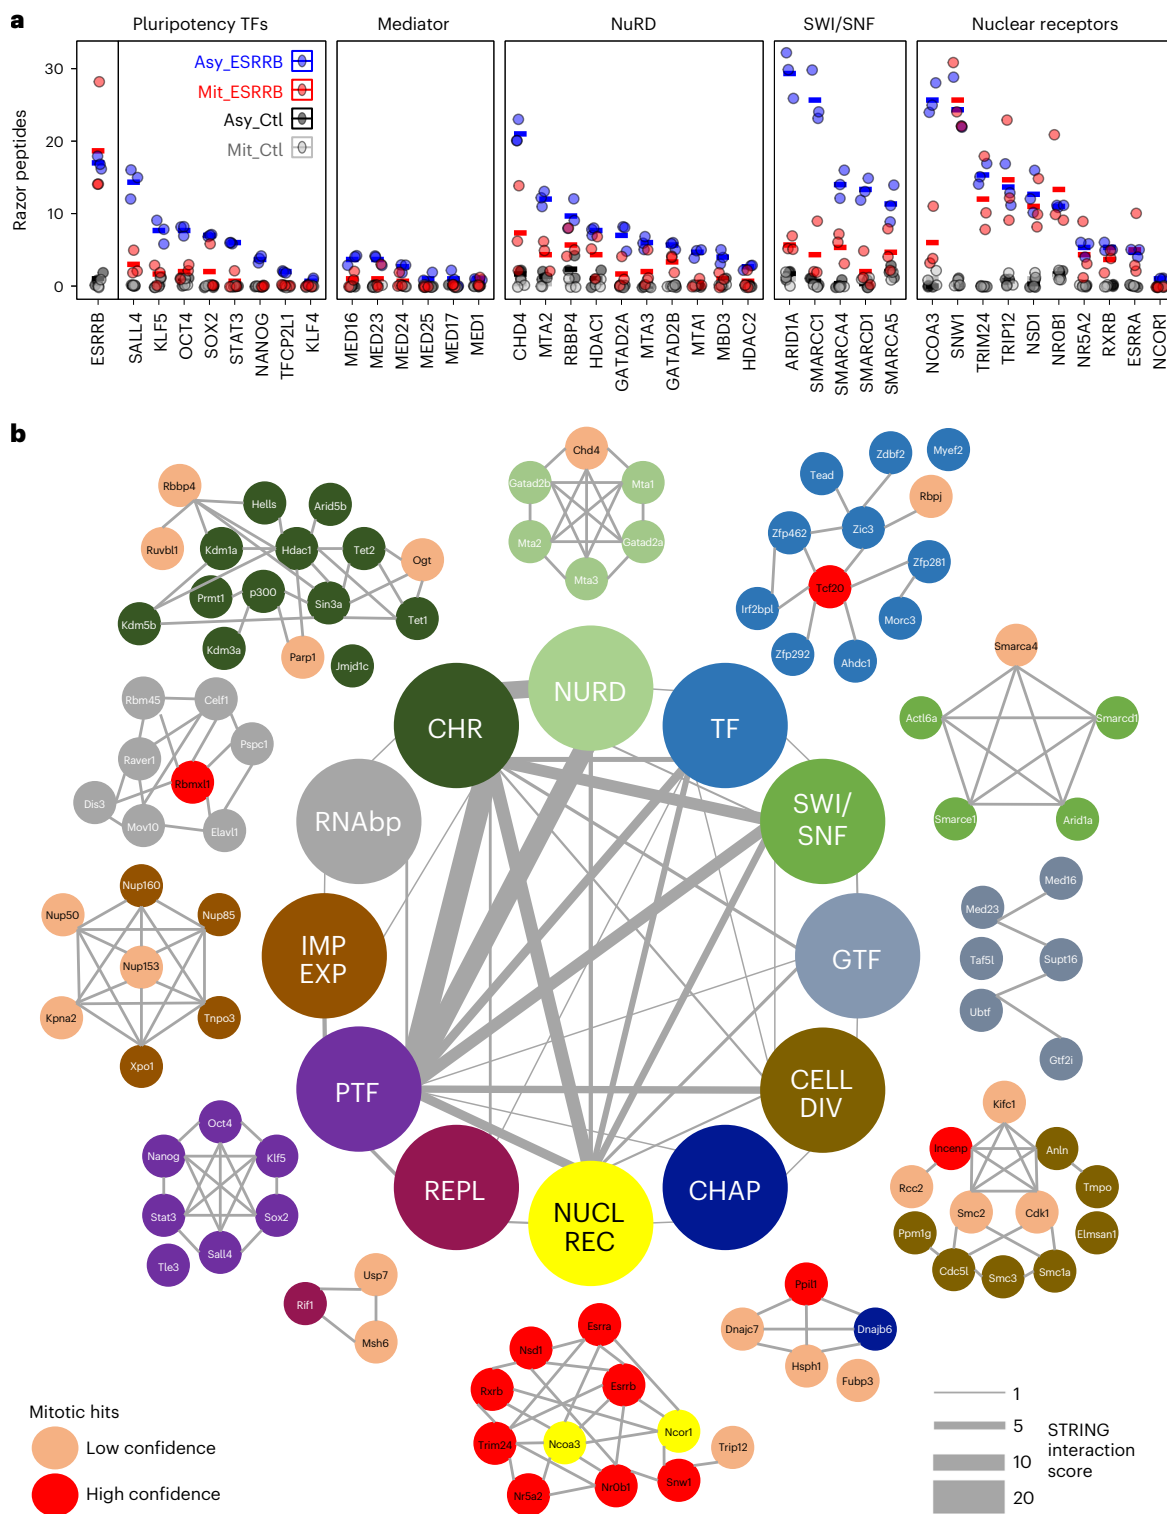 a
Pluripotency TFs
Mediator
NuRD
SWI/SNF
Nuclear receptors
Razor peptides
30
20
10
0
Asy_ESRRB
Mit_ESRRB
Asy_Ctl
Mit_Ctl
ESRRB
SALL4
KLF5
OCT4
SOX2
STAT3
NANOG
TFCP2L1
KLF4
MED16
MED23
MED24
MED25
MED17
MED1
CHD4
MTA2
RBBP4
HDAC1
GATAD2A
MTA3
GATAD2B
MTA1
MBD3
HDAC2
ARID1A
SMARCC1
SMARCA4
SMARCD1
SMARCA5
NCOA3
SNW1
TRIM24
TRIP12
NSD1
NR0B1
NR5A2
RXRB
ESRRA
NCOR1
b
Rbbp4
Hells
Arid5b
Ruvbl1
Kdm1a
Hdac1
Tet2
Ogt
Prmt1
p300
Sin3a
Kdm5b
Tet1
Kdm3a
Parp1
Jmjd1c
Chd4
Gatad2b
Mta1
Mta2
Gatad2a
Mta3
Tead
Zdbf2
Myef2
Rbpj
Zfp462
Zic3
Zfp281
Tcf20
Irf2bpl
Morc3
Zfp292
Ahdc1
Smarca4
Actl6a
Smarcd1
Smarce1
Arid1a
Rbm45
Celf1
Pspc1
Raver1
Rbmxl1
Dis3
Mov10
Elavl1
NURD
CHR
TF
RNAbp
SWI/
SNF
IMP
EXP
GTF
PTF
CELL
DIV
REPL
NUCL
REC
CHAP
Nup160
Nup50
Nup85
Nup153
Kpna2
Tnpo3
Xpo1
Med16
Med23
Taf5l
Supt16
Ubtf
Gtf2i
Oct4
Nanog
Klf5
Stat3
Sox2
Sall4
Tle3
Kifc1
Incenp
Anln
Rcc2
Tmpo
Smc2
Cdk1
Ppm1g
Elmsan1
Cdc5l
Smc3
Smc1a
Usp7
Rif1
Msh6
Ppil1
Dnajc7
Dnajb6
Hsph1
Fubp3
Esrra
Nsd1
Rxrb
Esrrb
Trim24
Ncoa3
Ncor1
Trip12
Nr5a2
Nr0b1
Snw1
Mitotic hits
Low confidence
High confidence
1
5
10
20
STRING
interaction
score